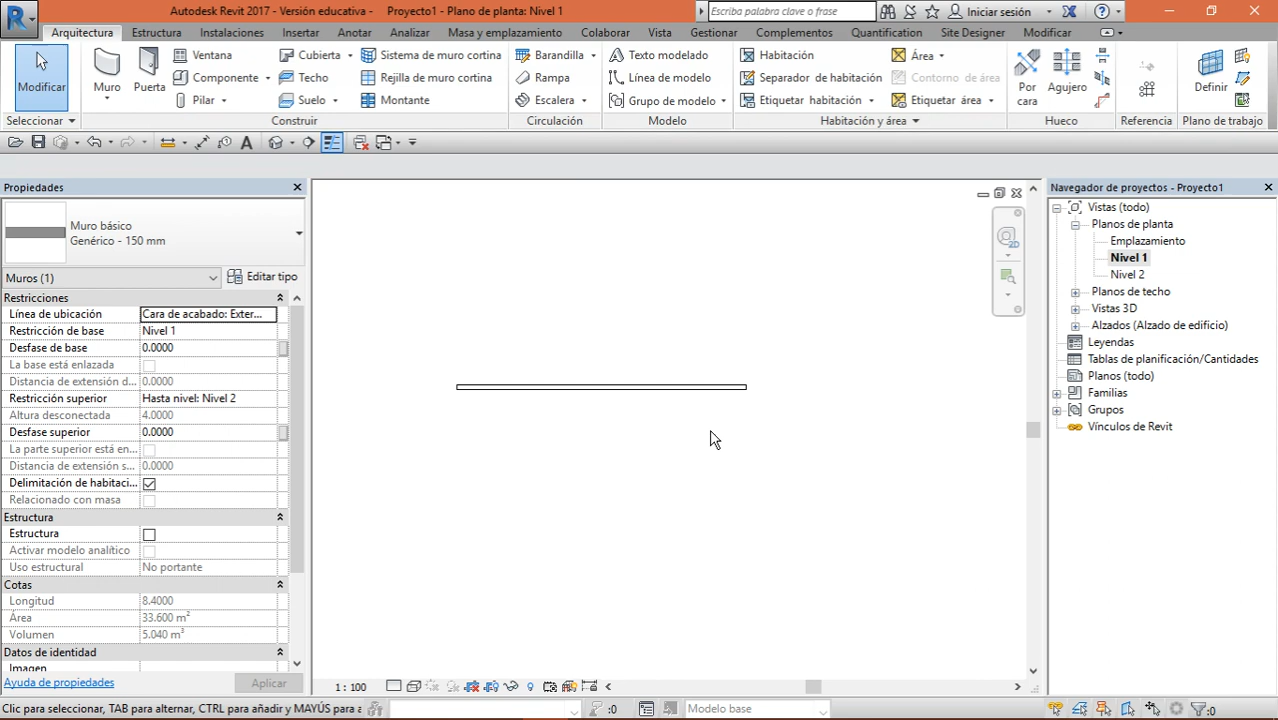 Autodesk Revit 2017 - Versión educativa - Proyecto1 - Plano de planta: Nivel 1
Escriba palabra clave o frase
Iniciar sesión
Arquitectura Estructura Instalaciones Insertar Anotar Analizar Masa y emplazamiento Colaborar Vista Gestionar Complementos Quantification Site Designer Modificar
Modificar
Muro
Puerta
Ventana
Componente
Pilar
Cubierta
Techo
Suelo
Sistema de muro cortina
Rejilla de muro cortina
Montante
Barandilla
Rampa
Escalera
Texto modelado
Línea de modelo
Grupo de modelo
Habitación
Separador de habitación
Etiquetar habitación
Área
Contorno de área
Etiquetar área
Por
cara
Agujero
Definir
Seleccionar Construir Circulación Modelo Habitación y área Hueco Referencia Plano de trabajo
Propiedades
Muro básico
Genérico - 150 mm
Muros (1)
Editar tipo
Restricciones
Línea de ubicación Cara de acabado: Exter...
Restricción de base Nivel 1
Desfase de base 0.0000
La base está enlazada
Distancia de extensión d... 0.0000
Restricción superior Hasta nivel: Nivel 2
Altura desconectada 4.0000
Desfase superior 0.0000
La parte superior está en...
Distancia de extensión s... 0.0000
Delimitación de habitaci...
Relacionado con masa
Estructura
Estructura
Activar modelo analítico
Uso estructural No portante
Cotas
Longitud 8.4000
Área 33.600 m²
Volumen 5.040 m³
Datos de identidad
Imagen
Ayuda de propiedades
Aplicar
2D
1 : 100
Navegador de proyectos - Proyecto1
Vistas (todo)
Planos de planta
Emplazamiento
Nivel 1
Nivel 2
Planos de techo
Vistas 3D
Alzados (Alzado de edificio)
Leyendas
Tablas de planificación/Cantidades
Planos (todo)
Familias
Grupos
Vínculos de Revit
Clic para seleccionar, TAB para alternar, CTRL para añadir y MAYÚS para a
:0
Modelo base
:0